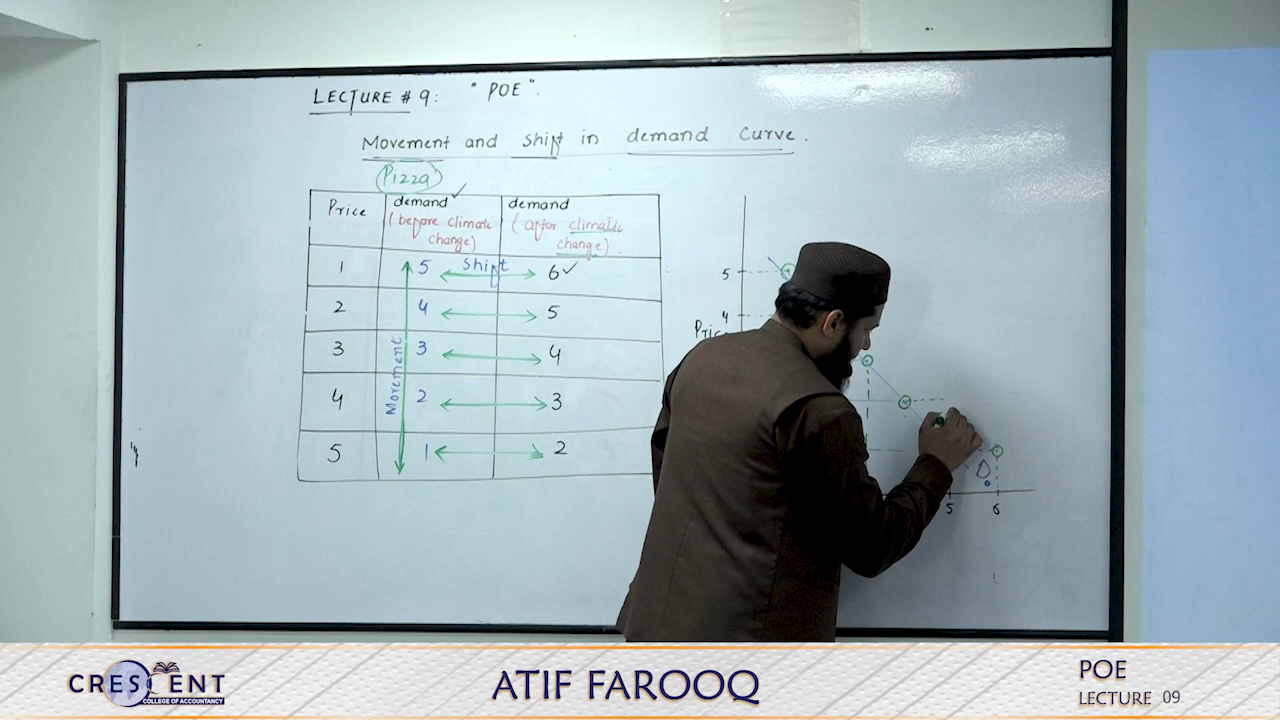 LECTURE # 9: " POE ".
Movement and shift in demand Curve.
Pizza
Price demand (before climatic change) demand (after climatic change).
1 5 Shift 6
2 4 5
3 3 4
4 2 3
5 1 2
Movement
5
4
Price
5 6
D
CRESCENT
COLLEGE OF ACCOUNTANCY
ATIF FAROOQ
POE
LECTURE 09